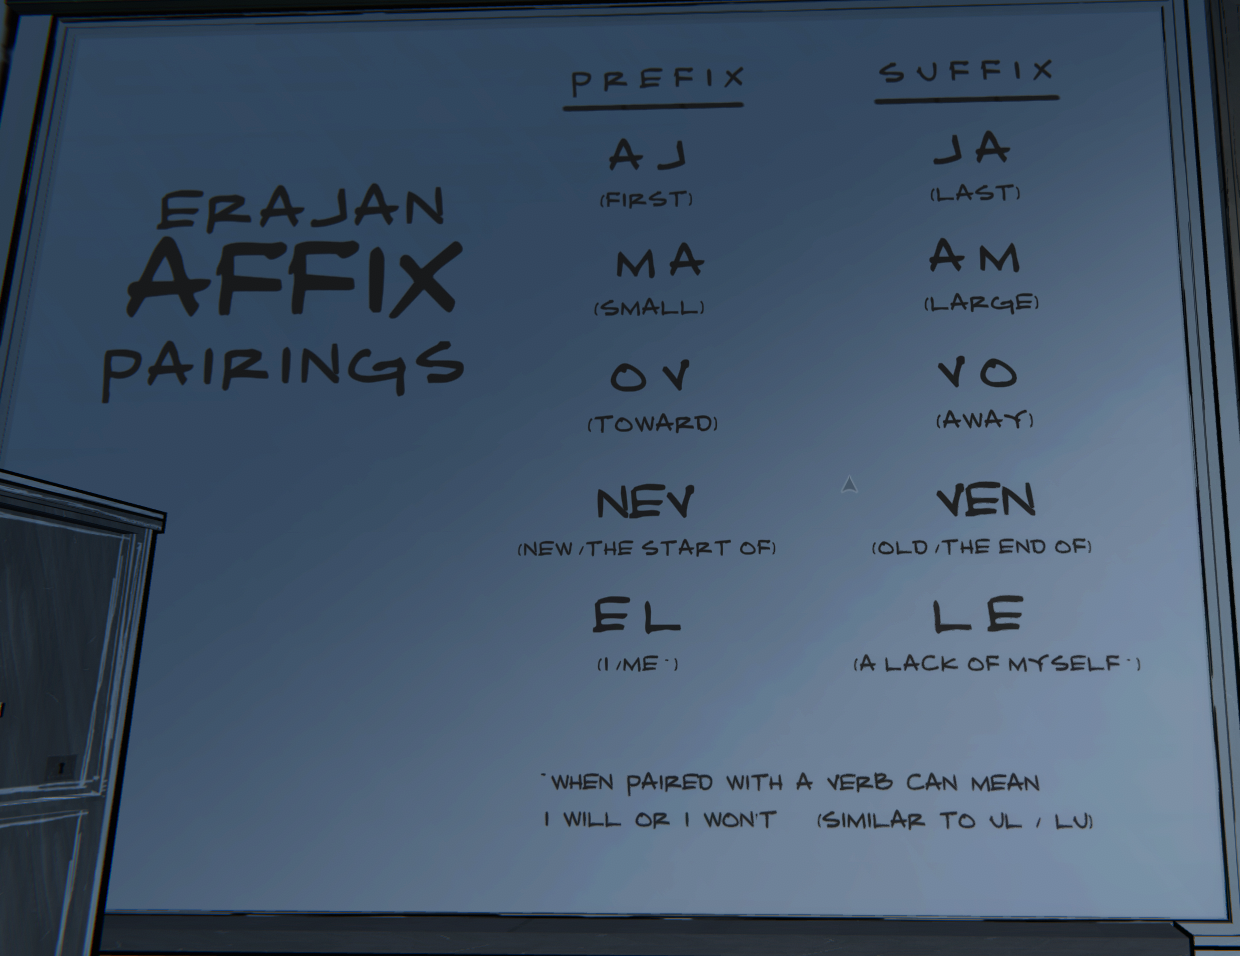 ERAJAN
AFFIX
PAIRINGS
PREFIX SUFFIX
AJ JA
(FIRST) (LAST)
MA AM
(SMALL) (LARGE)
OV VO
(TOWARD) (AWAY)
NEV VEN
(NEW/THE START OF) (OLD/THE END OF)
EL LE
(I/ME*) (A LACK OF MYSELF*)
*WHEN PAIRED WITH A VERB CAN MEAN
I WILL OR I WON'T (SIMILAR TO UL / LU)